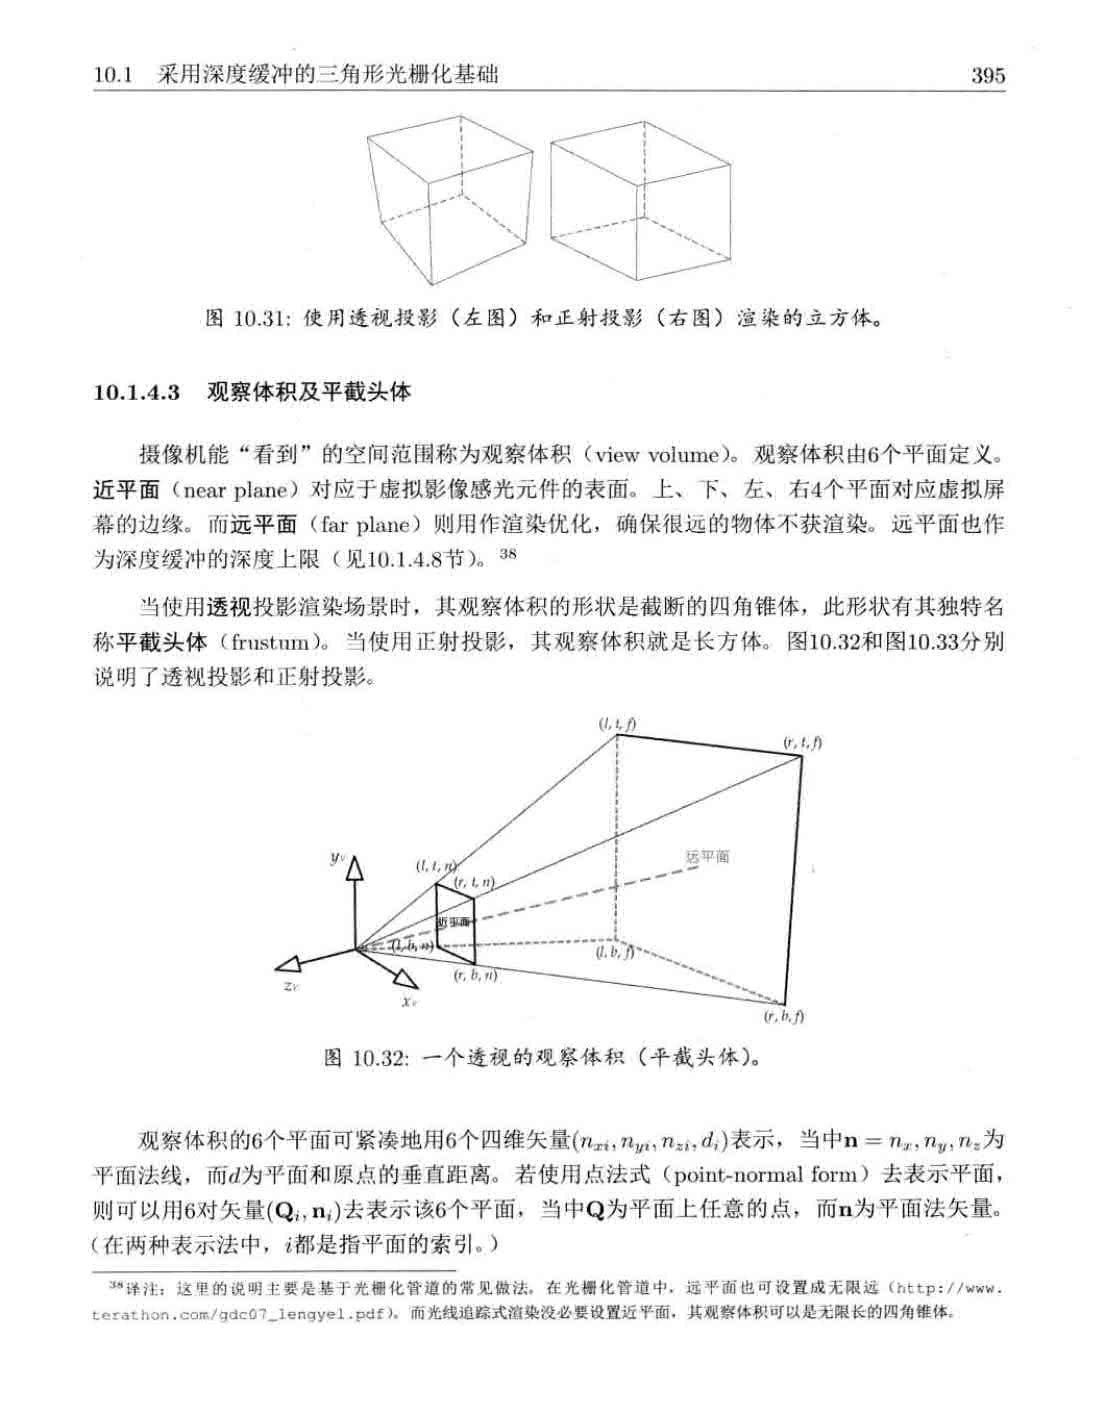 10.1 采用深度缓冲的三角形光栅化基础 395
图 10.31: 使用透视投影（左图）和正射投影（右图）渲染的立方体。
10.1.4.3 观察体积及平截头体
摄像机能“看到”的空间范围称为观察体积（view volume）。观察体积由6个平面定义。
近平面（near plane）对应于虚拟影像感光元件的表面。上、下、左、右4个平面对应虚拟屏
幕的边缘。而远平面（far plane）则用作渲染优化，确保很远的物体不获渲染。远平面也作
为深度缓冲的深度上限（见10.1.4.8节）。38
当使用透视投影渲染场景时，其观察体积的形状是截断的四角锥体，此形状有其独特名
称平截头体（frustum）。当使用正射投影，其观察体积就是长方体。图10.32和图10.33分别
说明了透视投影和正射投影。
(l, t, f)
(r, t, f)
yv
远平面
(l, t, n)
(r, t, n)
近平面
(l, b, n)
(l, b, f)
(r, b, n)
zv
xv
(r, b, f)
图 10.32: 一个透视的观察体积（平截头体）。
观察体积的6个平面可紧凑地用6个四维矢量(nxi, nyi, nzi, di)表示，当中n = nx, ny, nz为
平面法线，而d为平面和原点的垂直距离。若使用点法式（point-normal form）去表示平面，
则可以用6对矢量(Qi, ni)去表示该6个平面，当中Q为平面上任意的点，而n为平面法矢量。
（在两种表示法中，i都是指平面的索引。）
38译注：这里的说明主要是基于光栅化管道的常见做法。在光栅化管道中，远平面也可设置成无限远（http://www.
terathon.com/gdc07_lengyel.pdf）。而光线追踪式渲染没必要设置近平面，其观察体积可以是无限长的四角锥体。